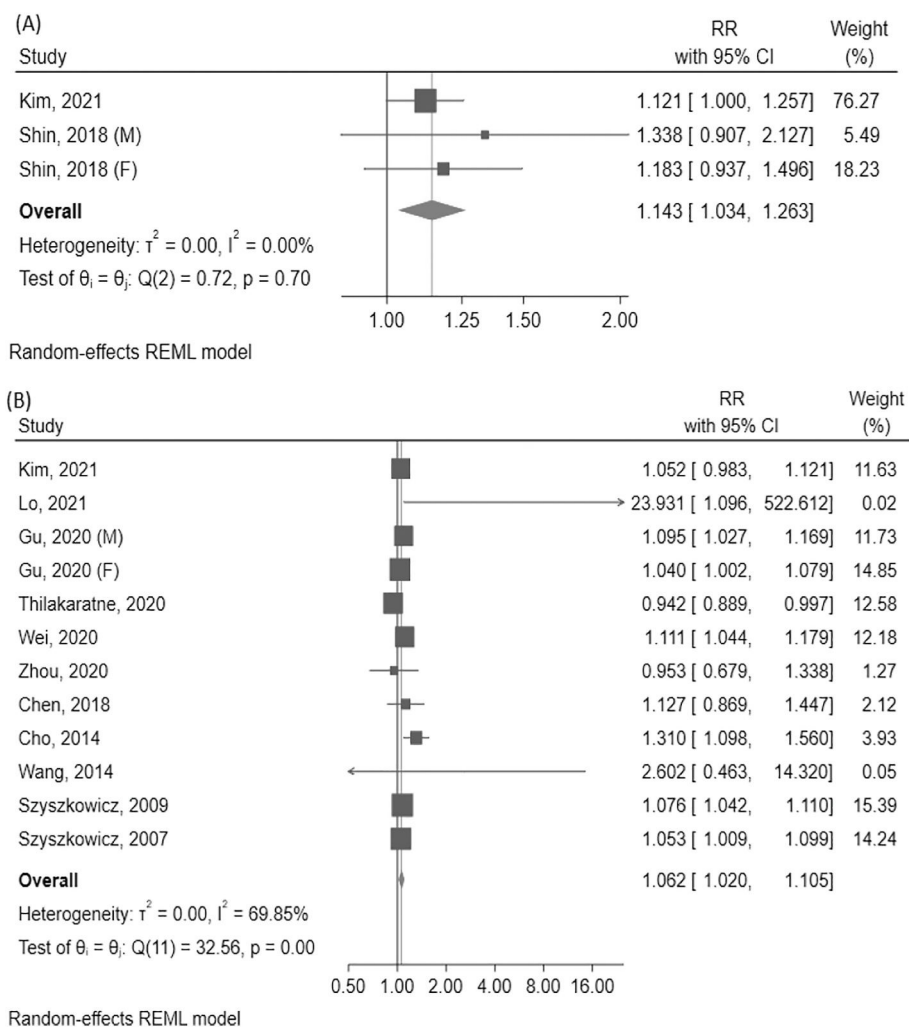 (A)
RR Weight
Study with 95% CI (%)
Kim, 2021 1.121 [ 1.000, 1.257] 76.27
Shin, 2018 (M) 1.338 [ 0.907, 2.127] 5.49
Shin, 2018 (F) 1.183 [ 0.937, 1.496] 18.23
Overall 1.143 [ 1.034, 1.263]
Heterogeneity: τ² = 0.00, I² = 0.00%
Test of θᵢ = θⱼ: Q(2) = 0.72, p = 0.70
1.00 1.25 1.50 2.00
Random-effects REML model
(B)
RR Weight
Study with 95% CI (%)
Kim, 2021 1.052 [ 0.983, 1.121] 11.63
Lo, 2021 23.931 [ 1.096, 522.612] 0.02
Gu, 2020 (M) 1.095 [ 1.027, 1.169] 11.73
Gu, 2020 (F) 1.040 [ 1.002, 1.079] 14.85
Thilakaratne, 2020 0.942 [ 0.889, 0.997] 12.58
Wei, 2020 1.111 [ 1.044, 1.179] 12.18
Zhou, 2020 0.953 [ 0.679, 1.338] 1.27
Chen, 2018 1.127 [ 0.869, 1.447] 2.12
Cho, 2014 1.310 [ 1.098, 1.560] 3.93
Wang, 2014 2.602 [ 0.463, 14.320] 0.05
Szyszkowicz, 2009 1.076 [ 1.042, 1.110] 15.39
Szyszkowicz, 2007 1.053 [ 1.009, 1.099] 14.24
Overall 1.062 [ 1.020, 1.105]
Heterogeneity: τ² = 0.00, I² = 69.85%
Test of θᵢ = θⱼ: Q(11) = 32.56, p = 0.00
0.50 1.00 2.00 4.00 8.00 16.00
Random-effects REML model